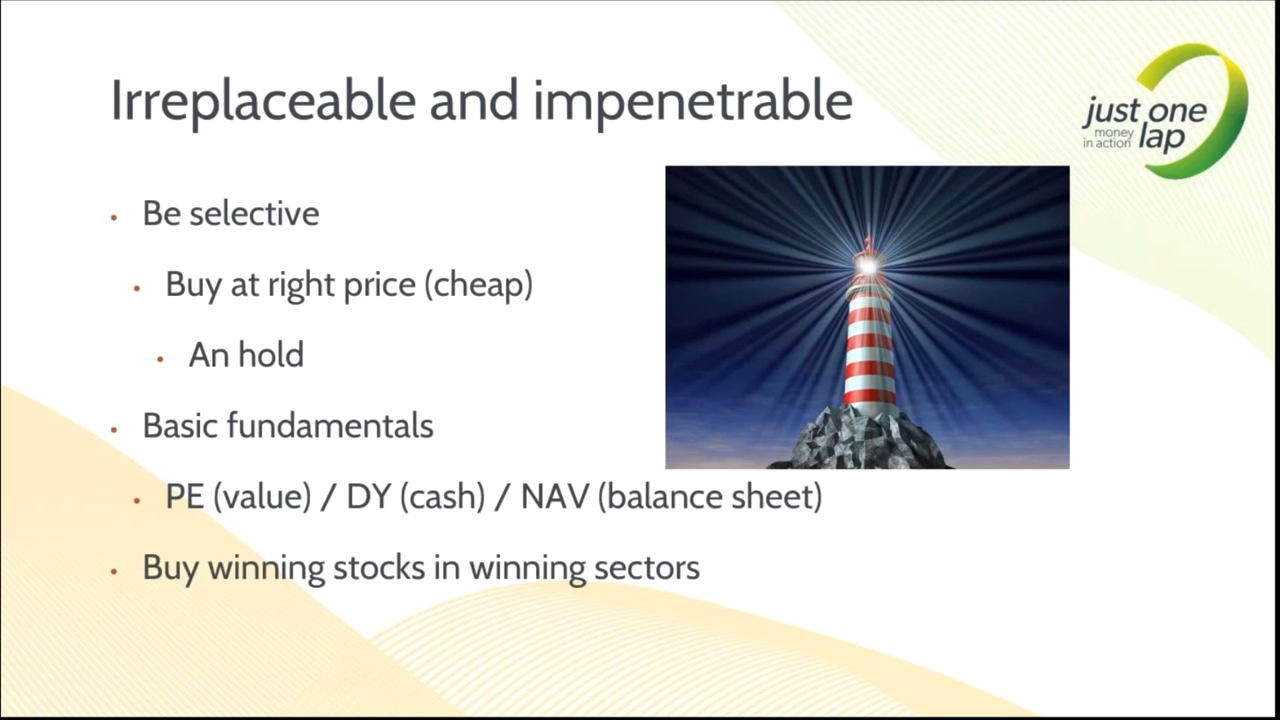 Irreplaceable and impenetrable
just one
money
in action lap
• Be selective
• Buy at right price (cheap)
• An hold
• Basic fundamentals
• PE (value) / DY (cash) / NAV (balance sheet)
• Buy winning stocks in winning sectors